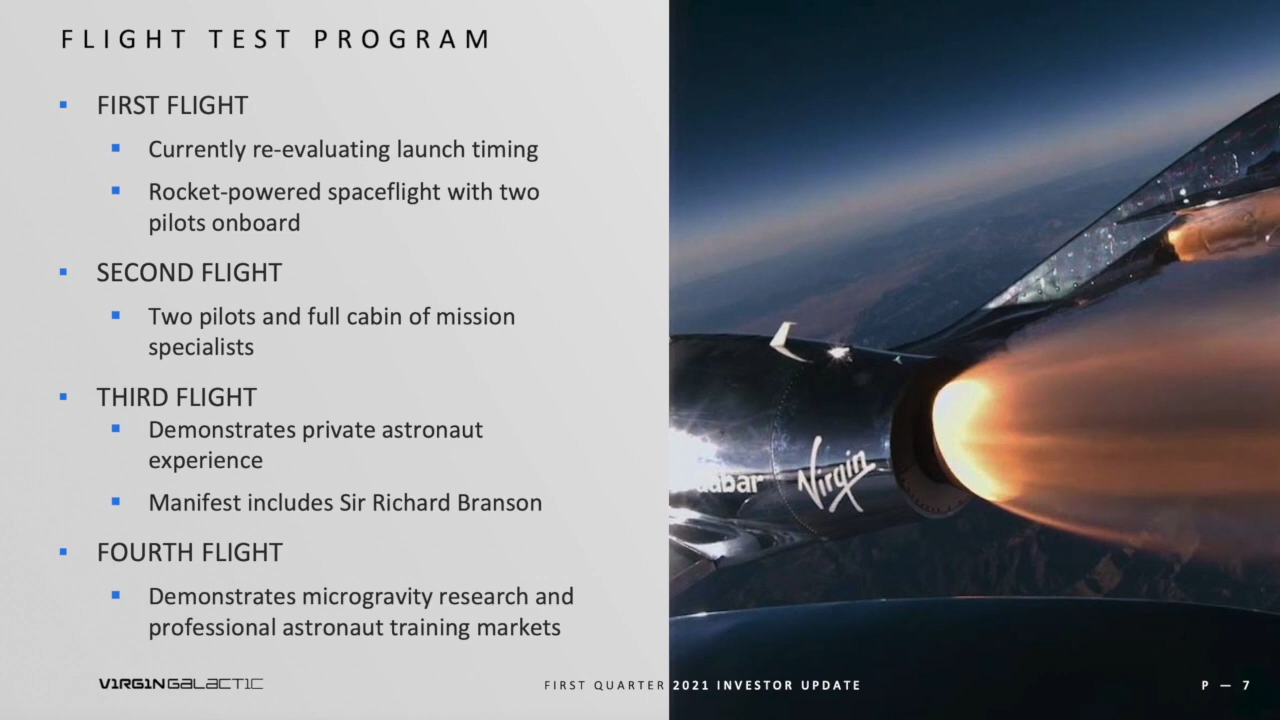 FLIGHT TEST PROGRAM
FIRST FLIGHT
Currently re-evaluating launch timing
Rocket-powered spaceflight with two
pilots onboard
SECOND FLIGHT
Two pilots and full cabin of mission
specialists
THIRD FLIGHT
Demonstrates private astronaut
experience
Manifest includes Sir Richard Branson
FOURTH FLIGHT
Demonstrates microgravity research and
professional astronaut training markets
Virgin
V1RG1N GALACT1C
FIRST QUARTER 2021 INVESTOR UPDATE
P — 7